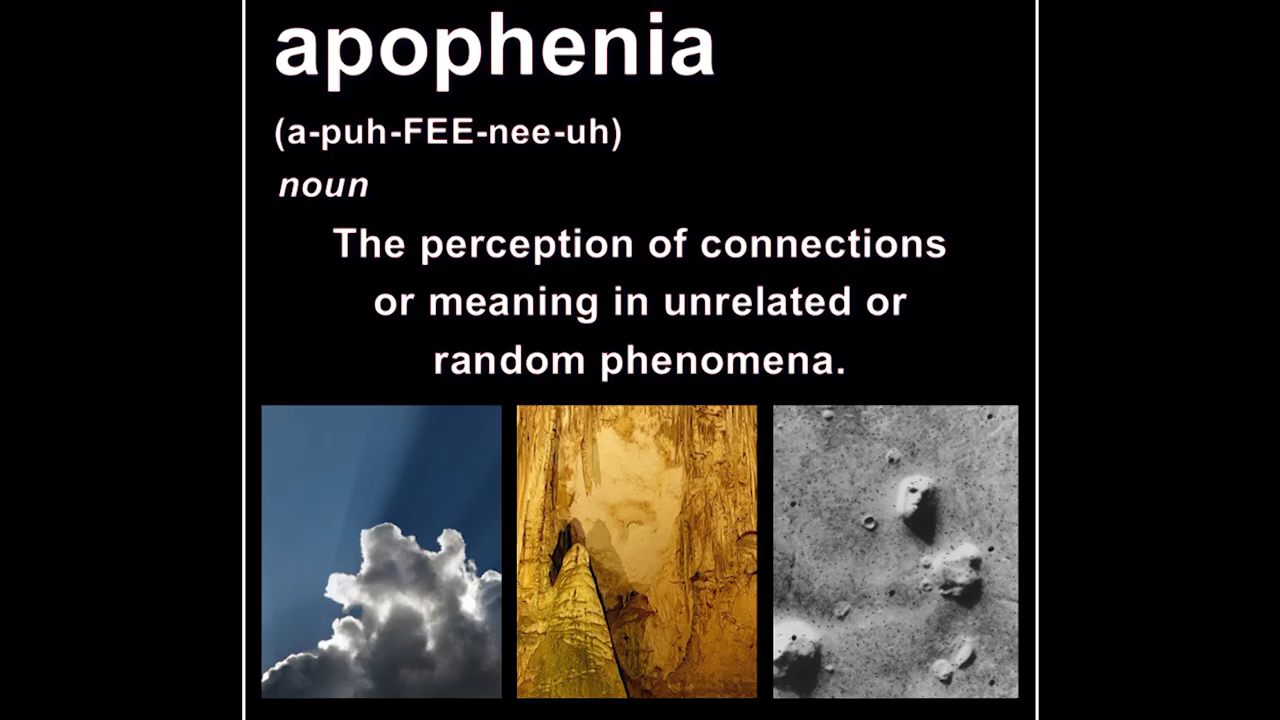 apophenia
(a-puh-FEE-nee-uh)
noun
The perception of connections
or meaning in unrelated or
random phenomena.